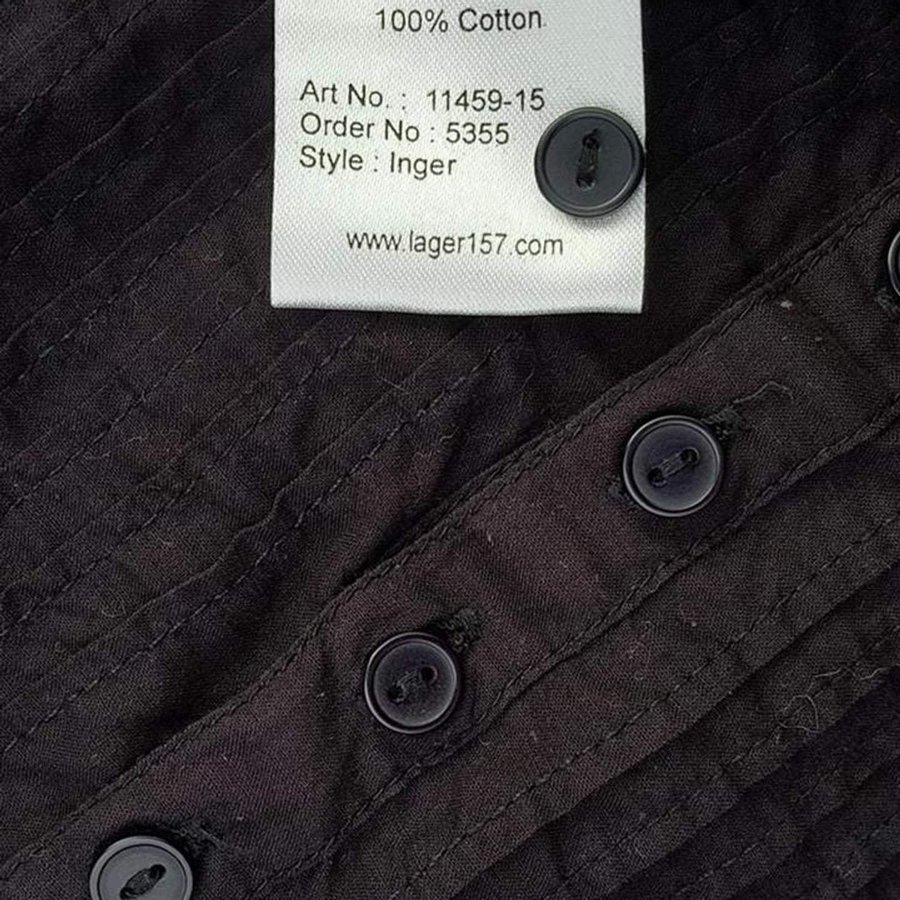 100% Cotton
Art No. : 11459-15
Order No : 5355
Style : Inger
www.lager157.com